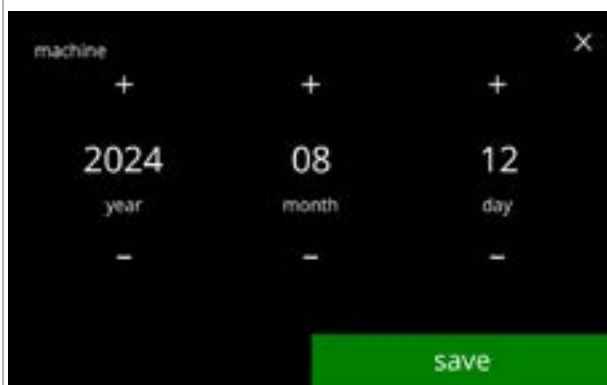 machine
+ + +
2024 08 12
year month day
– – –
save